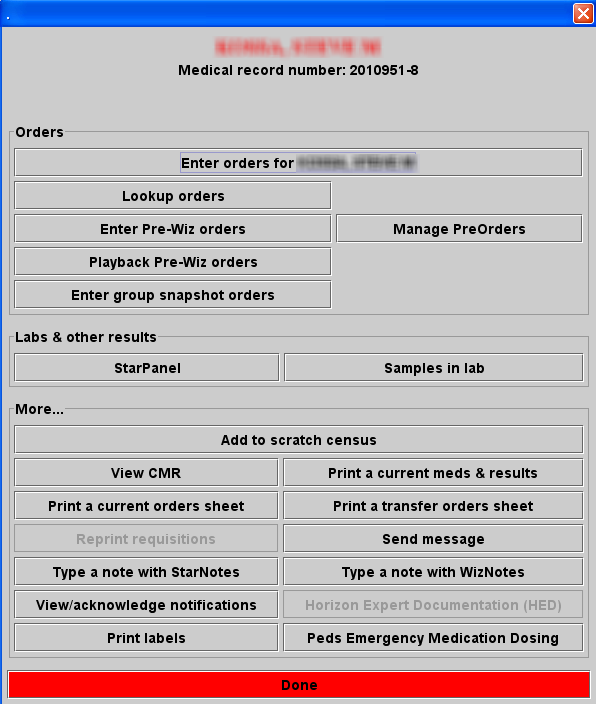 Medical record number: 2010951-8
Orders
Enter orders for
Lookup orders
Enter Pre-Wiz orders Manage PreOrders
Playback Pre-Wiz orders
Enter group snapshot orders
Labs & other results
StarPanel Samples in lab
More...
Add to scratch census
View CMR Print a current meds & results
Print a current orders sheet Print a transfer orders sheet
Reprint requisitions Send message
Type a note with StarNotes Type a note with WizNotes
View/acknowledge notifications Horizon Expert Documentation (HED)
Print labels Peds Emergency Medication Dosing
Done